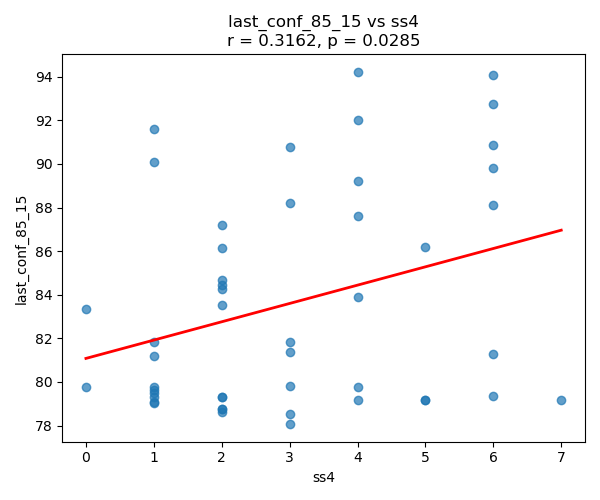 last_conf_85_15 vs ss4
r = 0.3162, p = 0.0285
94
92
90
88
86
84
82
80
78
last_conf_85_15
0 1 2 3 4 5 6 7
ss4